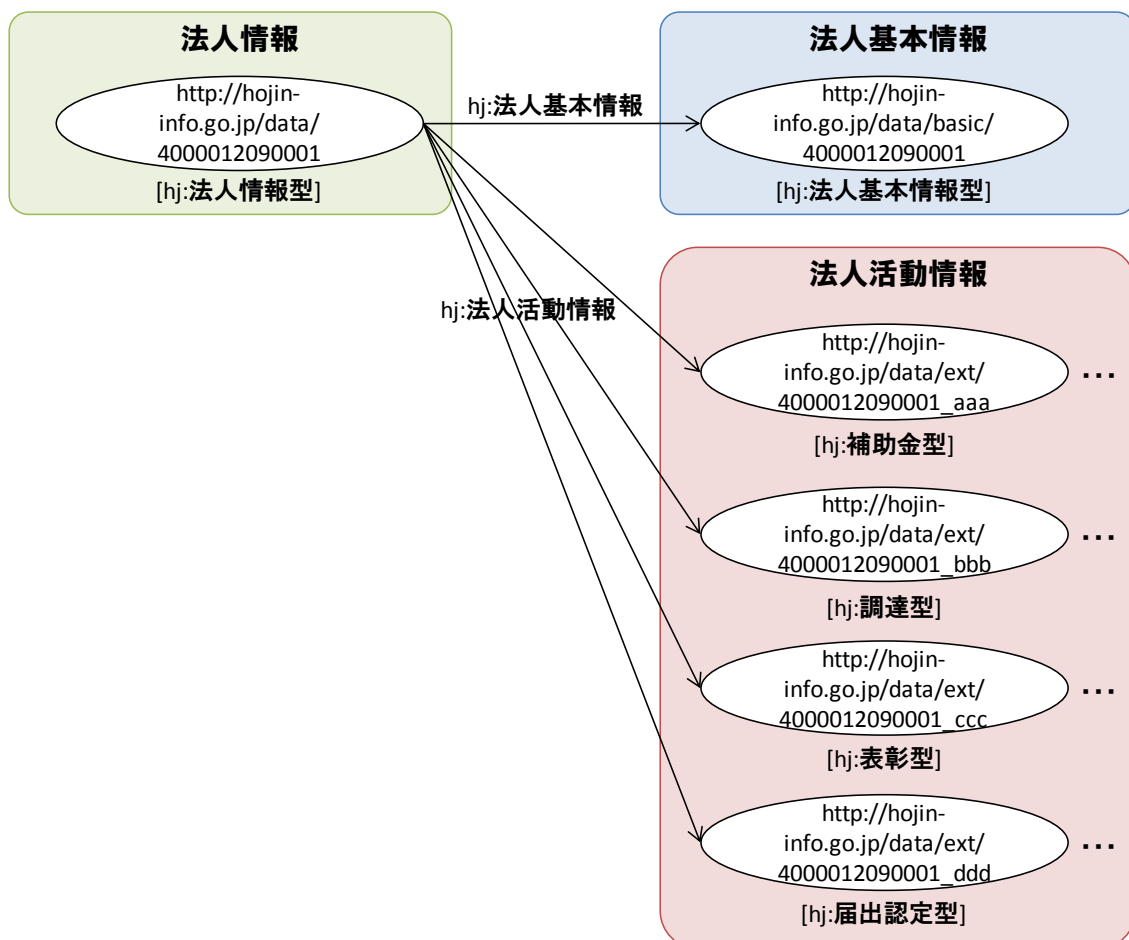 法人情報
http://hojin-
info.go.jp/data/
4000012090001
[hj:法人情報型]
hj:法人基本情報
法人基本情報
http://hojin-
info.go.jp/data/basic/
4000012090001
[hj:法人基本情報型]
hj:法人活動情報
法人活動情報
http://hojin-
info.go.jp/data/ext/
4000012090001_aaa
...
[hj:補助金型]
http://hojin-
info.go.jp/data/ext/
4000012090001_bbb
...
[hj:調達型]
http://hojin-
info.go.jp/data/ext/
4000012090001_ccc
...
[hj:表彰型]
http://hojin-
info.go.jp/data/ext/
4000012090001_ddd
...
[hj:届出認定型]